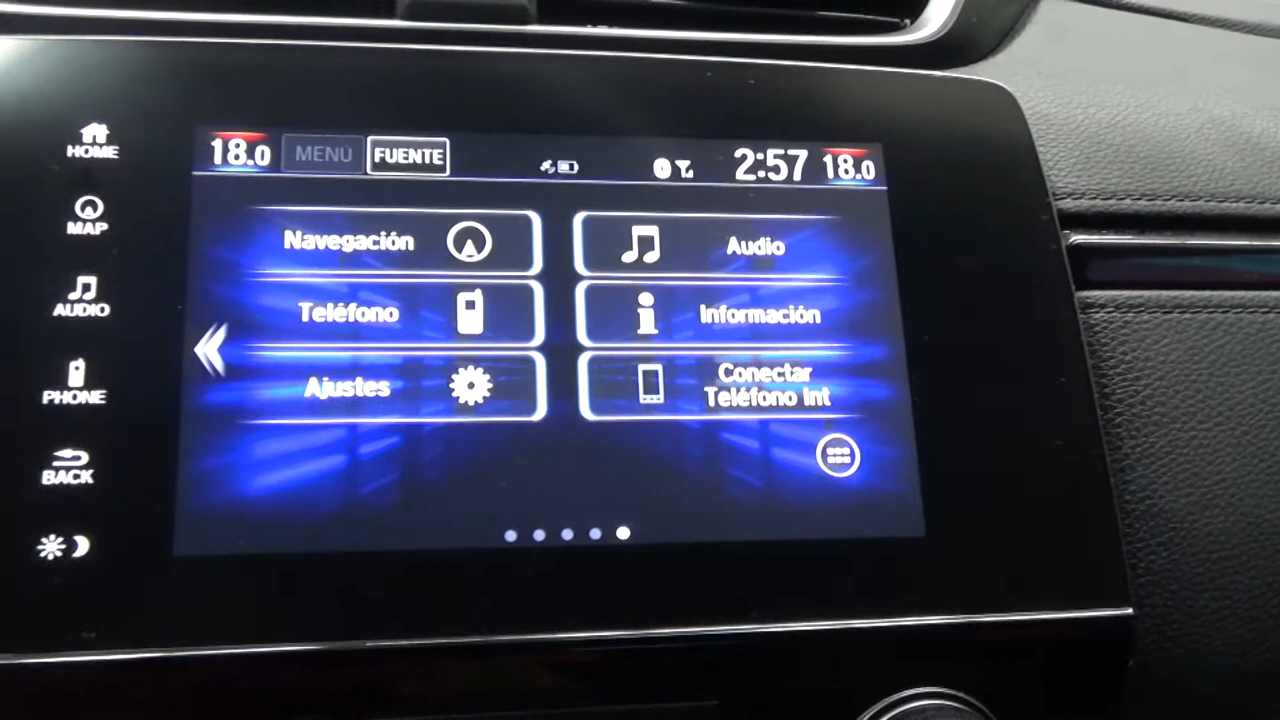 HOME
MAP
AUDIO
PHONE
BACK
18.0 MENÚ FUENTE 2:57 18.0
Navegación
Audio
Teléfono
Información
Ajustes
Conectar
Teléfono Int